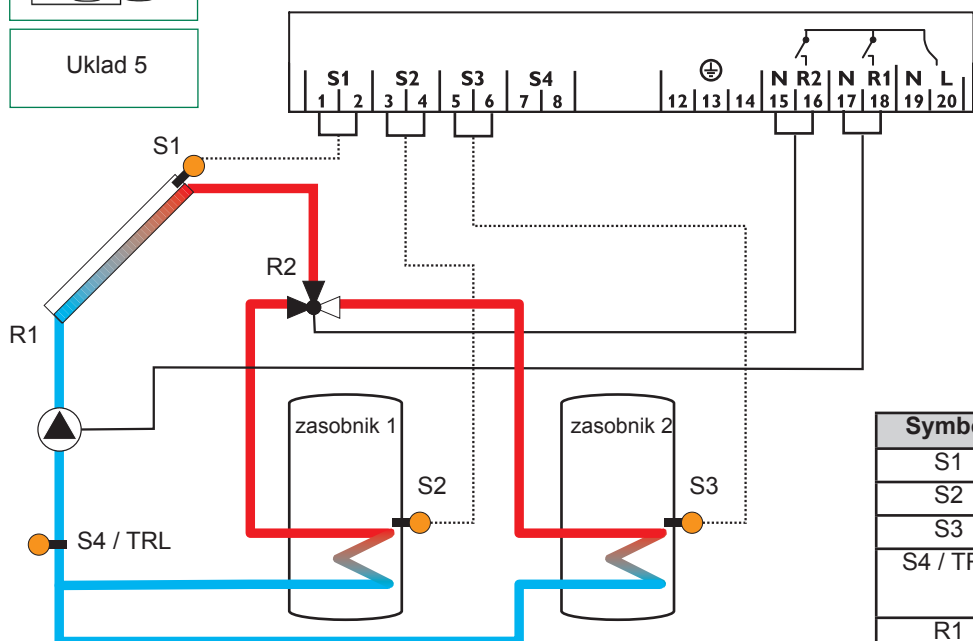 Uklad 5
S1 S2 S3 S4 N R2 N R1 N L
1 2 3 4 5 6 7 8 12 13 14 15 16 17 18 19 20
S1
R2
R1
zasobnik 1
zasobnik 2
S2
S3
S4 / TRL
S1
S2
S3
R1